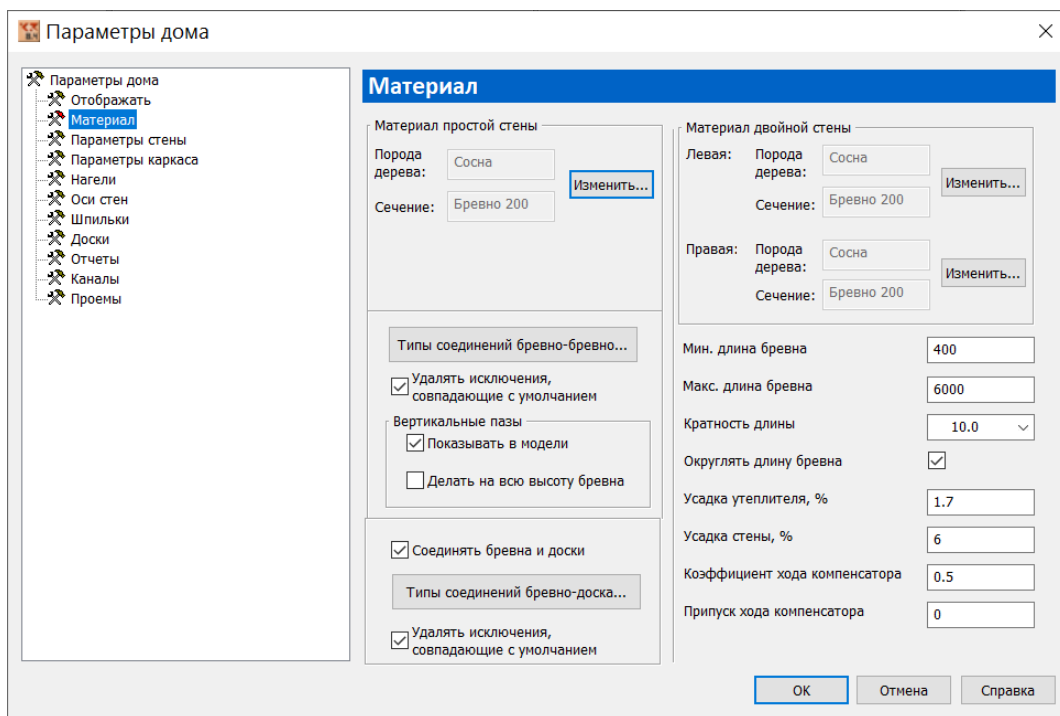 Параметры дома
Параметры дома
Отображать
Материал
Параметры стены
Параметры каркаса
Нагели
Оси стен
Шпильки
Доски
Отчеты
Каналы
Проемы
Материал
Материал простой стены
Порода
дерева:
Сосна
Изменить...
Сечение:
Бревно 200
Типы соединений бревно-бревно...
Удалять исключения,
совпадающие с умолчанием
Вертикальные пазы
Показывать в модели
Делать на всю высоту бревна
Соединять бревна и доски
Типы соединений бревно-доска...
Удалять исключения,
совпадающие с умолчанием
Материал двойной стены
Левая:
Порода
дерева:
Сосна
Изменить...
Сечение:
Бревно 200
Правая:
Порода
дерева:
Сосна
Изменить...
Сечение:
Бревно 200
Мин. длина бревна 400
Макс. длина бревна 6000
Кратность длины 10.0
Округлять длину бревна
Усадка утеплителя, % 1.7
Усадка стены, % 6
Коэффициент хода компенсатора 0.5
Припуск хода компенсатора 0
ОК Отмена Справка